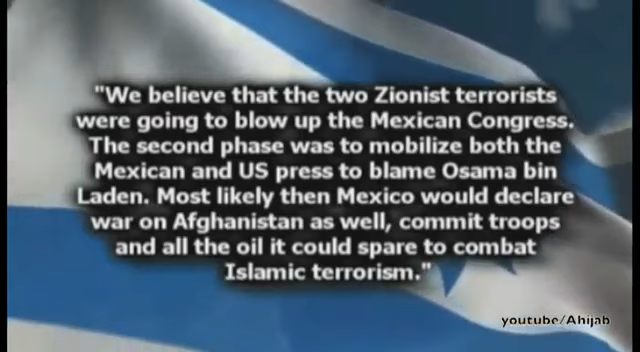 "We believe that the two Zionist terrorists
were going to blow up the Mexican Congress.
The second phase was to mobilize both the
Mexican and US press to blame Osama bin
Laden. Most likely then Mexico would declare
war on Afghanistan as well, commit troops
and all the oil it could spare to combat
Islamic terrorism."
youtube/Ahijab